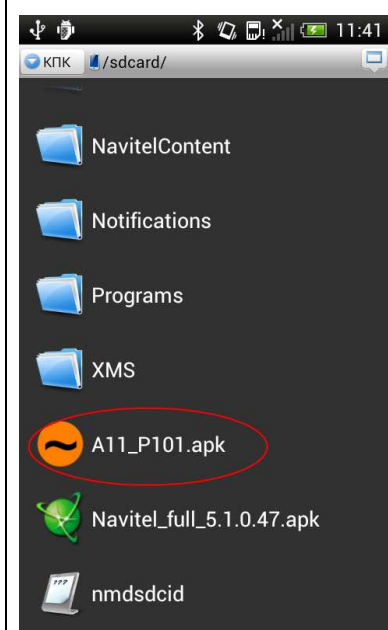 11:41
КПК /sdcard/
NavitelContent
Notifications
Programs
XMS
A11_P101.apk
Navitel_full_5.1.0.47.apk
???
nmdsdcid